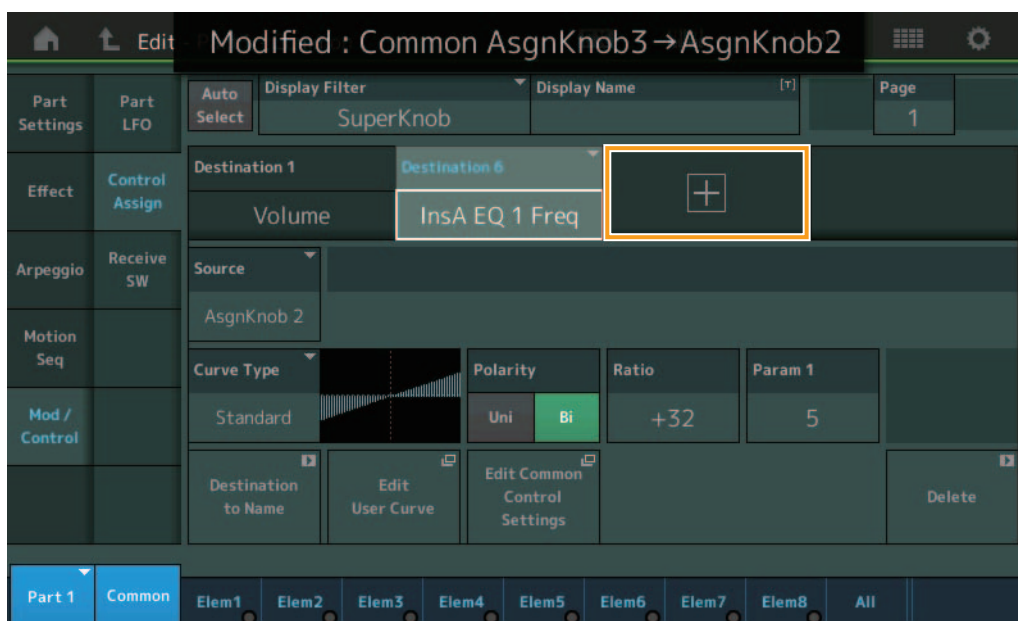 Edit
Modified : Common AsgnKnob3→AsgnKnob2
Part Settings
Part LFO
Auto Select
Display Filter
SuperKnob
Display Name
[T]
Page
1
Effect
Control Assign
Destination 1
Volume
Destination 6
InsA EQ 1 Freq
Arpeggio
Receive SW
Source
AsgnKnob 2
Motion Seq
Curve Type
Standard
Polarity
Uni
Bi
Ratio
+32
Param 1
5
Mod / Control
Destination to Name
Edit User Curve
Edit Common Control Settings
Delete
Part 1
Common
Elem1
Elem2
Elem3
Elem4
Elem5
Elem6
Elem7
Elem8
All